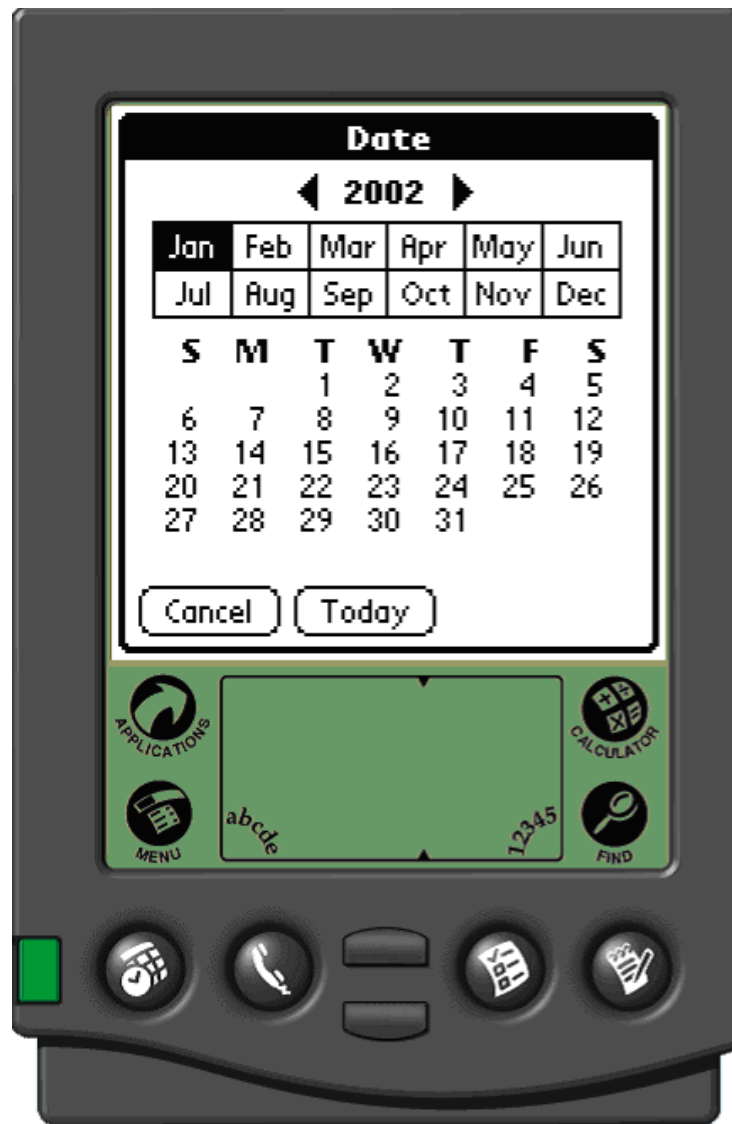 Date
2002
Jan Feb Mar Apr May Jun
Jul Aug Sep Oct Nov Dec
S M T W T F S
1 2 3 4 5
6 7 8 9 10 11 12
13 14 15 16 17 18 19
20 21 22 23 24 25 26
27 28 29 30 31
Cancel Today
APPLICATIONS
CALCULATOR
MENU
abcde
12345
FIND